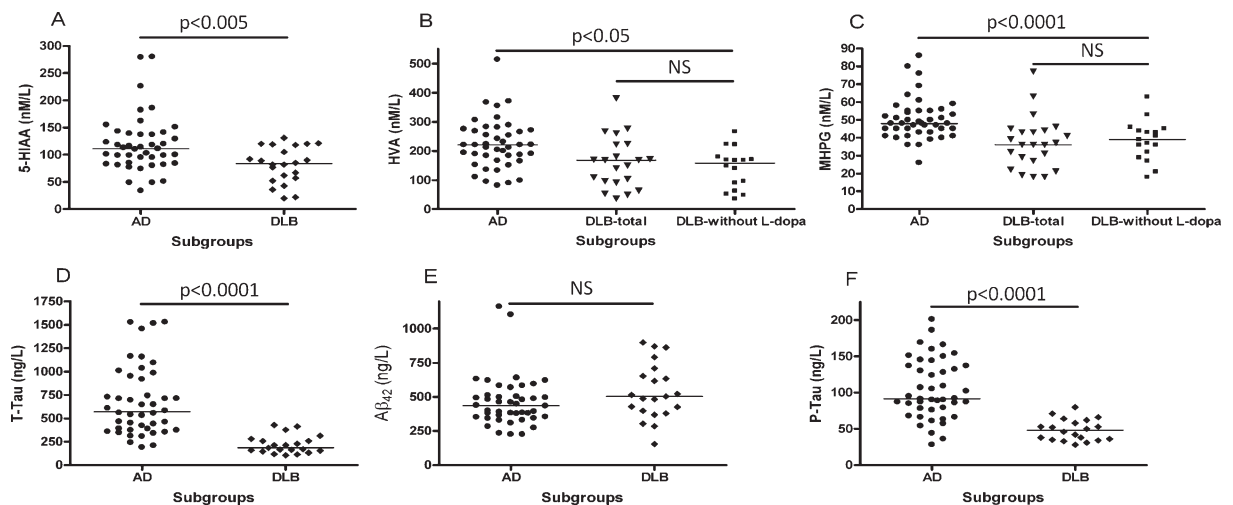 A
p<0.005
5-HIAA (nM/L)
300
250
200
150
100
50
0
AD DLB
Subgroups
B
p<0.05
NS
HVA (nM/L)
500
400
300
200
100
0
AD DLB-total DLB-without L-dopa
Subgroups
C
p<0.0001
NS
MHPG (nM/L)
90
80
70
60
50
40
30
20
10
0
AD DLB-total DLB-without L-dopa
Subgroups
D
p<0.0001
T-Tau (ng/L)
1750
1500
1250
1000
750
500
250
0
AD DLB
Subgroups
E
NS
Aβ42 (ng/L)
1000
750
500
250
0
AD DLB
Subgroups
F
p<0.0001
P-Tau (ng/L)
200
150
100
50
0
AD DLB
Subgroups